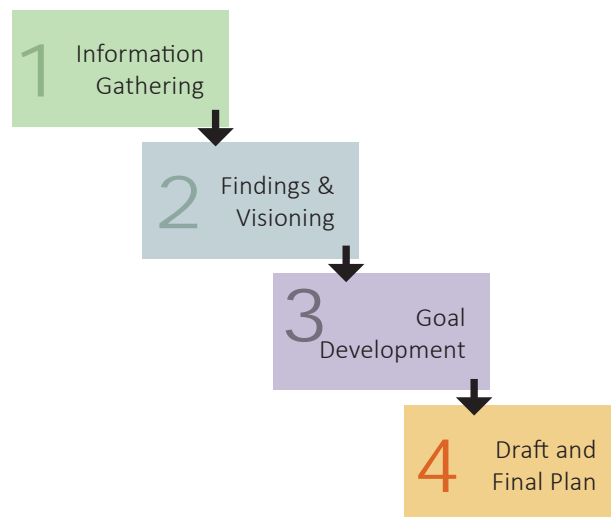 1
Information
Gathering
2
Findings &
Visioning
3
Goal
Development
4
Draft and
Final Plan